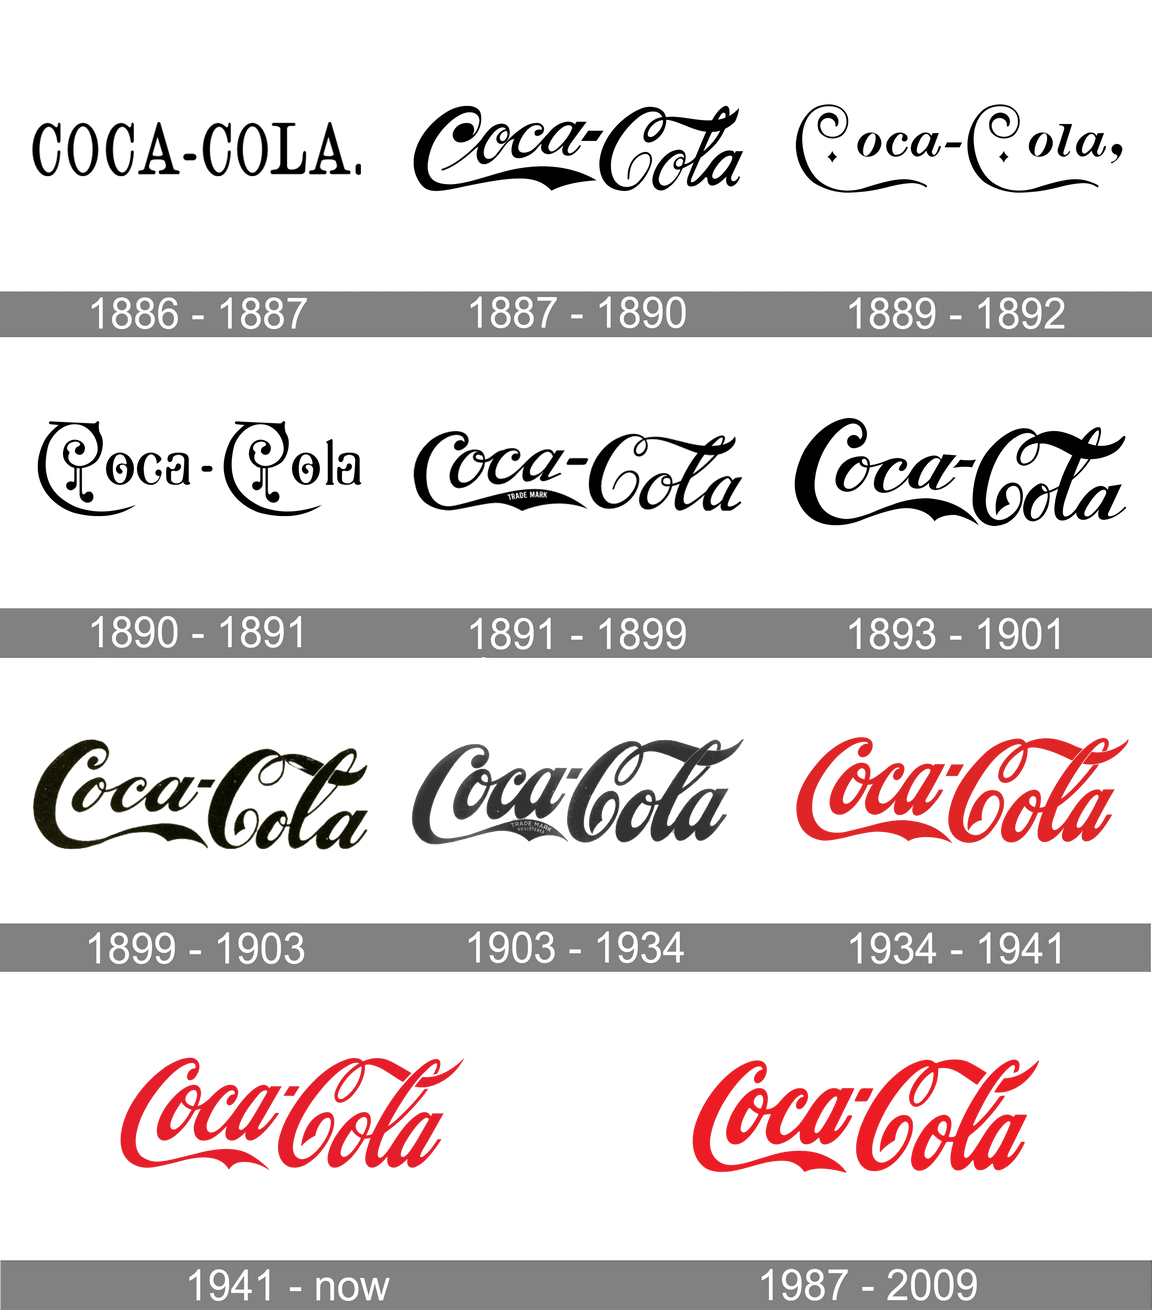 COCA-COLA.
Coca-Cola
Coca-Cola,
1886 - 1887
1887 - 1890
1889 - 1892
Coca-Cola
Coca-Cola
TRADE MARK
Coca-Cola
1890 - 1891
1891 - 1899
1893 - 1901
Coca-Cola
Coca-Cola
TRADE MARK
REGISTERED
Coca-Cola
1899 - 1903
1903 - 1934
1934 - 1941
Coca-Cola
Coca-Cola
1941 - now
1987 - 2009